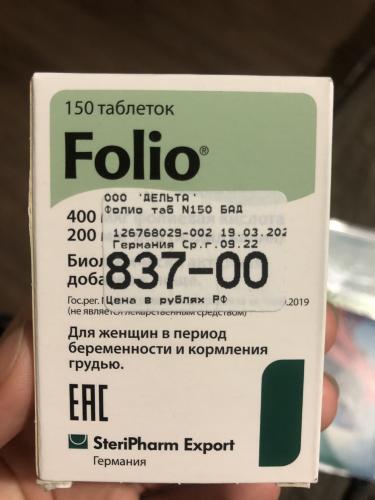 150 таблеток
Folio®
ООО "ДЕЛЬТА"
Фолио таб N150 БАД
126768029-002 19.03.202
Германия Ср.г.09.22
837-00
Цена в рублях РФ
400
200
Гос.рег.
2019
(не является лекарственным средством)
Для женщин в период
беременности и кормления
грудью.
EAC
SteriPharm Export
Германия